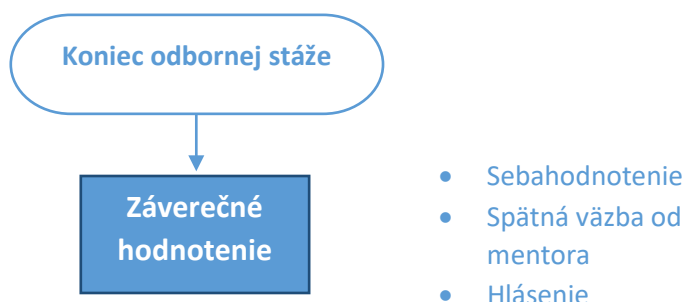 Koniec odbornej stáže
Záverečné
hodnotenie
• Sebahodnotenie
• Spätná väzba od
mentora
• Hlásenie